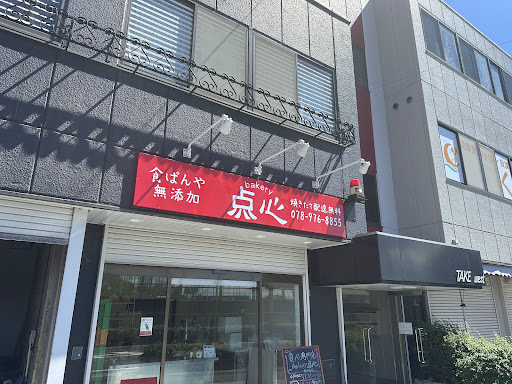 食ぱんや
無添加
bakery
点心
焼きたて配達無料
078-976-8855
TAKE west